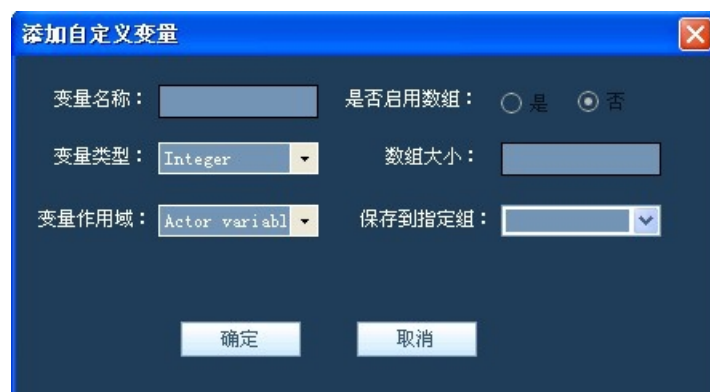 添加自定义变量
变量名称： 是否启用数组： 是 否
变量类型： Integer 数组大小：
变量作用域： Actor variabl 保存到指定组：
确定 取消